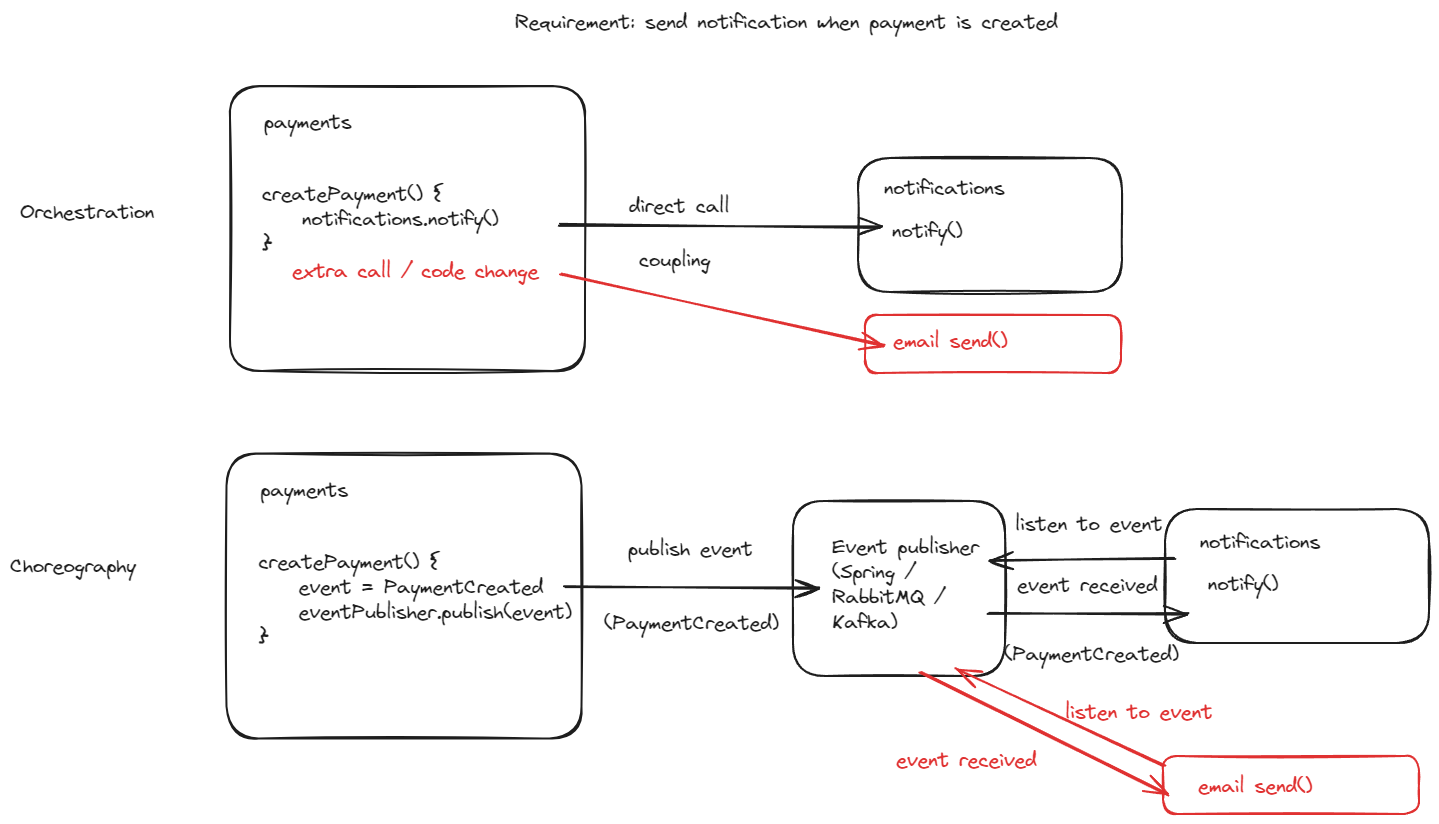 Requirement: send notification when payment is created
Orchestration
payments
createPayment() {
notifications.notify()
}
extra call / code change
direct call
coupling
notifications
notify()
email send()
Choreography
payments
createPayment() {
event = PaymentCreated
eventPublisher.publish(event)
}
publish event
(PaymentCreated)
Event publisher
(Spring /
RabbitMQ /
Kafka)
listen to event
event received
(PaymentCreated)
notifications
notify()
listen to event
event received
email send()